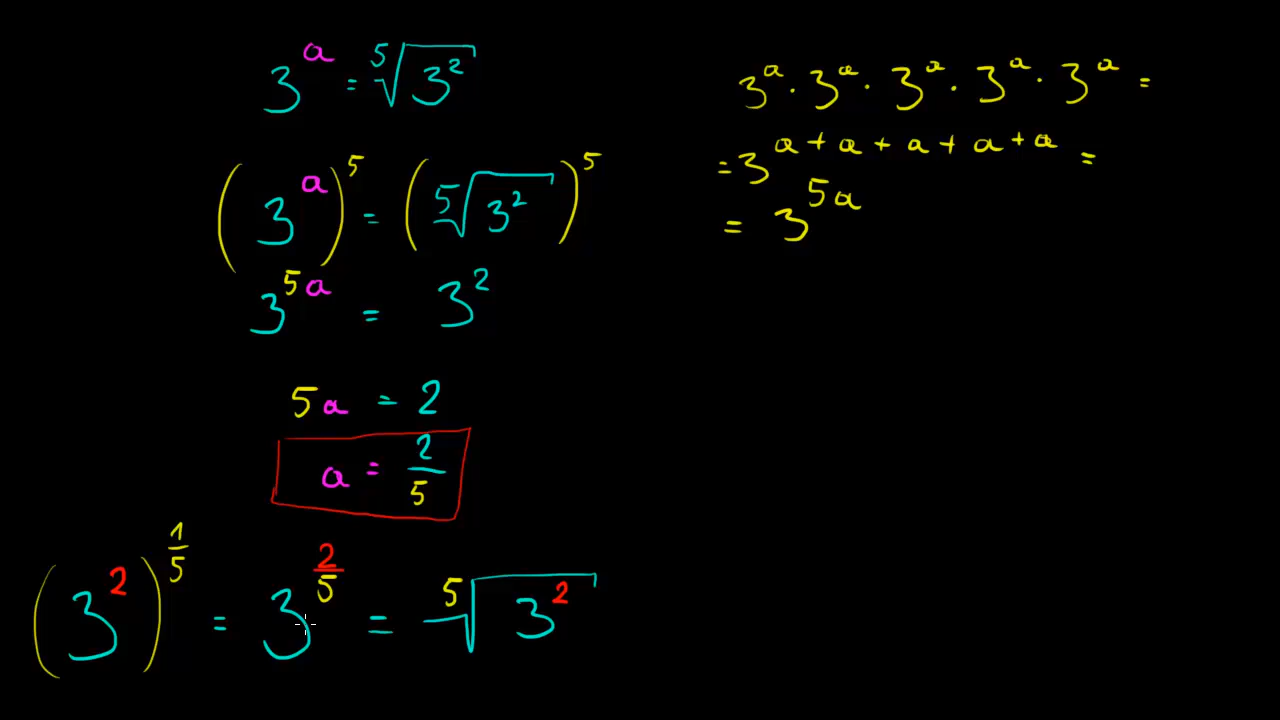 3^a = ⁵√(3²)
(3^a)^5 = (⁵√(3²))^5
3^(5a) = 3²
5a = 2
a = 2/5
(3²)^(1/5) = 3^(2/5) = ⁵√(3²)
3^a · 3^a · 3^a · 3^a · 3^a =
= 3^(a + a + a + a + a) =
= 3^(5a)